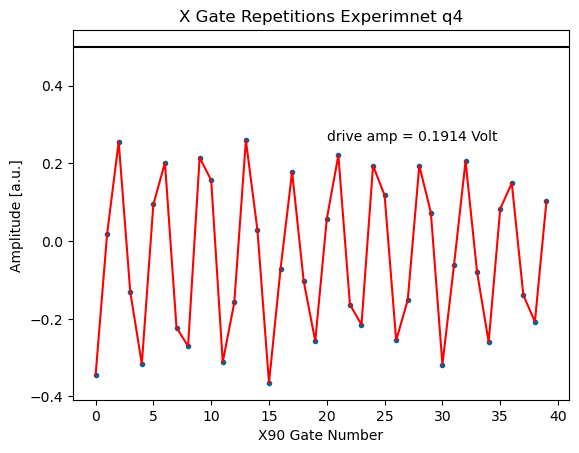 X Gate Repetitions Experimnet q4
drive amp = 0.1914 Volt
Amplitude [a.u.]
0.4
0.2
0.0
−0.2
−0.4
0 5 10 15 20 25 30 35 40
X90 Gate Number